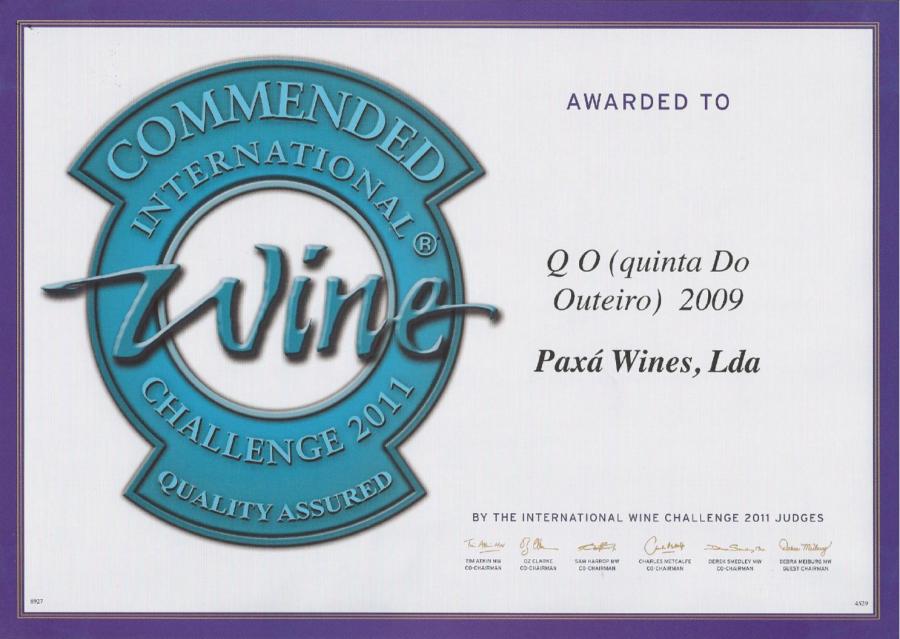 COMMENDED
INTERNATIONAL
®
Wine
CHALLENGE 2011
QUALITY ASSURED
AWARDED TO
Q O (quinta Do
Outeiro) 2009
Paxá Wines, Lda
BY THE INTERNATIONAL WINE CHALLENGE 2011 JUDGES
TIM ATKIN MW
CO-CHAIRMAN
OZ CLARKE
CO-CHAIRMAN
SAM HARROP MW
CO-CHAIRMAN
CHARLES METCALFE
CO-CHAIRMAN
DEREK SMEDLEY MW
CO-CHAIRMAN
DEBRA MEIBURG MW
GUEST CHAIRMAN
8927
4529